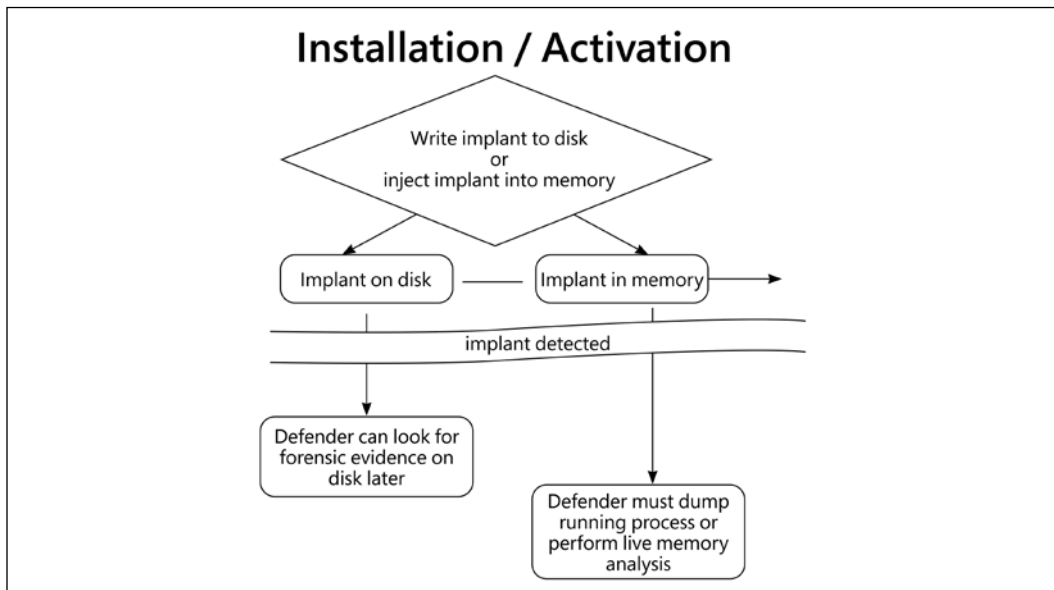 Installation / Activation
Write implant to disk
or
inject implant into memory
Implant on disk
Implant in memory
implant detected
Defender can look for
forensic evidence on
disk later
Defender must dump
running process or
perform live memory
analysis